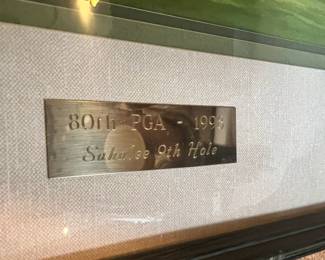 80th PGA - 1998
Sahalee 9th Hole